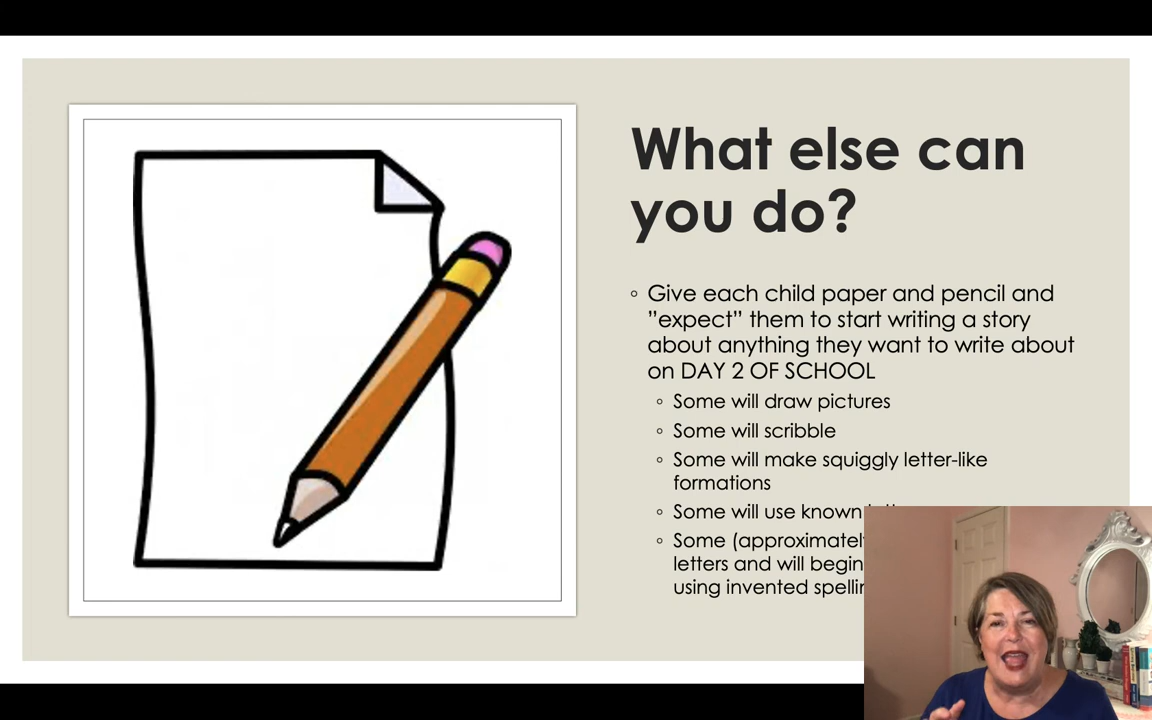 What else can
you do?
◦ Give each child paper and pencil and
”expect” them to start writing a story
about anything they want to write about
on DAY 2 OF SCHOOL
◦ Some will draw pictures
◦ Some will scribble
◦ Some will make squiggly letter-like
formations
◦ Some will use known
◦ Some
letters and will begin
using invented